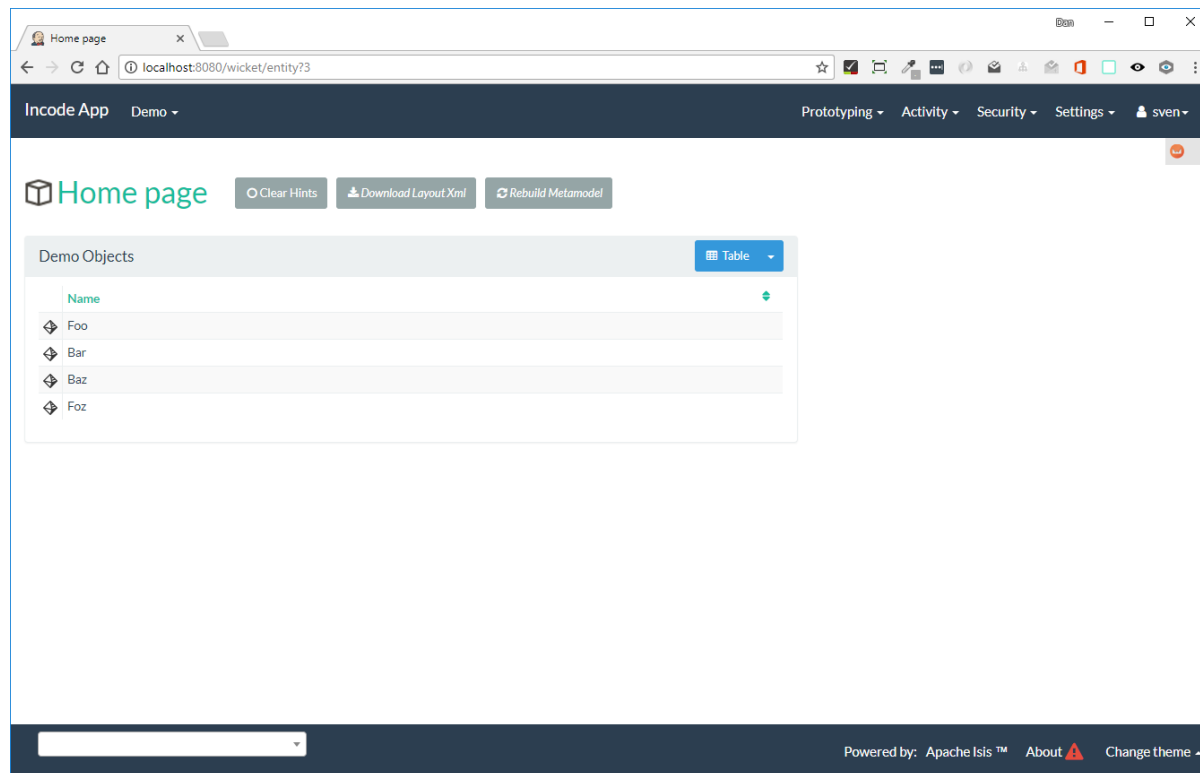 Dan
Home page
localhost:8080/wicket/entity?3
Incode App Demo Prototyping Activity Security Settings sven
Home page Clear Hints Download Layout Xml Rebuild Metamodel
Demo Objects Table
Name
Foo
Bar
Baz
Foz
Powered by: Apache Isis ™ About Change theme